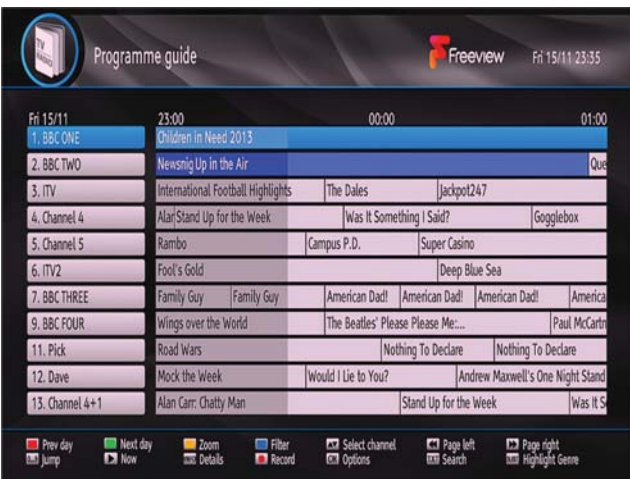 TV
RADIO
Programme guide
Freeview
Fri 15/11 23:35
Fri 15/11 23:00 00:00 01:00
1. BBC ONE Children in Need 2013
2. BBC TWO Newsnig Up in the Air Que
3. ITV International Football Highlights The Dales Jackpot247
4. Channel 4 Alar Stand Up for the Week Was It Something I Said? Gogglebox
5. Channel 5 Rambo Campus P.D. Super Casino
6. ITV2 Fool's Gold Deep Blue Sea
7. BBC THREE Family Guy Family Guy American Dad! American Dad! American Dad! America
9. BBC FOUR Wings over the World The Beatles' Please Please Me:... Paul McCartn
11. Pick Road Wars Nothing To Declare Nothing To Declare
12. Dave Mock the Week Would I Lie to You? Andrew Maxwell's One Night Stand
13. Channel 4+1 Alan Carr: Chatty Man Stand Up for the Week Was It S
Prev day Next day Zoom Filter Select channel Page left Page right
Jump Now Details Record OK Options TXT Search Highlight Genre